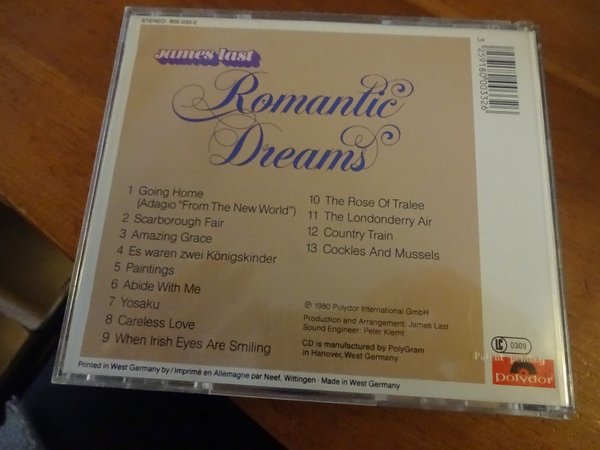 STEREO 800 033-2
james last
Romantic
Dreams
1 Going Home
(Adagio "From The New World")
2 Scarborough Fair
3 Amazing Grace
4 Es waren zwei Königskinder
5 Paintings
6 Abide With Me
7 Yosaku
8 Careless Love
9 When Irish Eyes Are Smiling
10 The Rose Of Tralee
11 The Londonderry Air
12 Country Train
13 Cockles And Mussels
℗ 1980 Polydor International GmbH
Production and Arrangement: James Last
Sound Engineer: Peter Klemt
CD is manufactured by PolyGram
in Hanover, West Germany
LC 0309
Patent pending
polydor
Printed in West Germany by / Imprimé en Allemagne par Neef, Wittingen · Made in West Germany
3 259180 003326